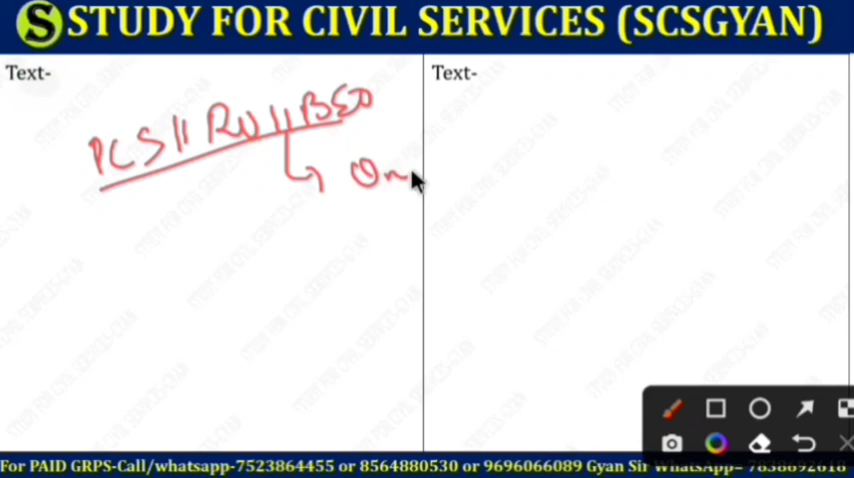 STUDY FOR CIVIL SERVICES (SCSGYAN)
Text-
Text-
PCS || RO || BEO
On
For PAID GRPS-Call/whatsapp-7523864455 or 8564880530 or 9696066089 Gyan Sir WhatsApp= 7838692618